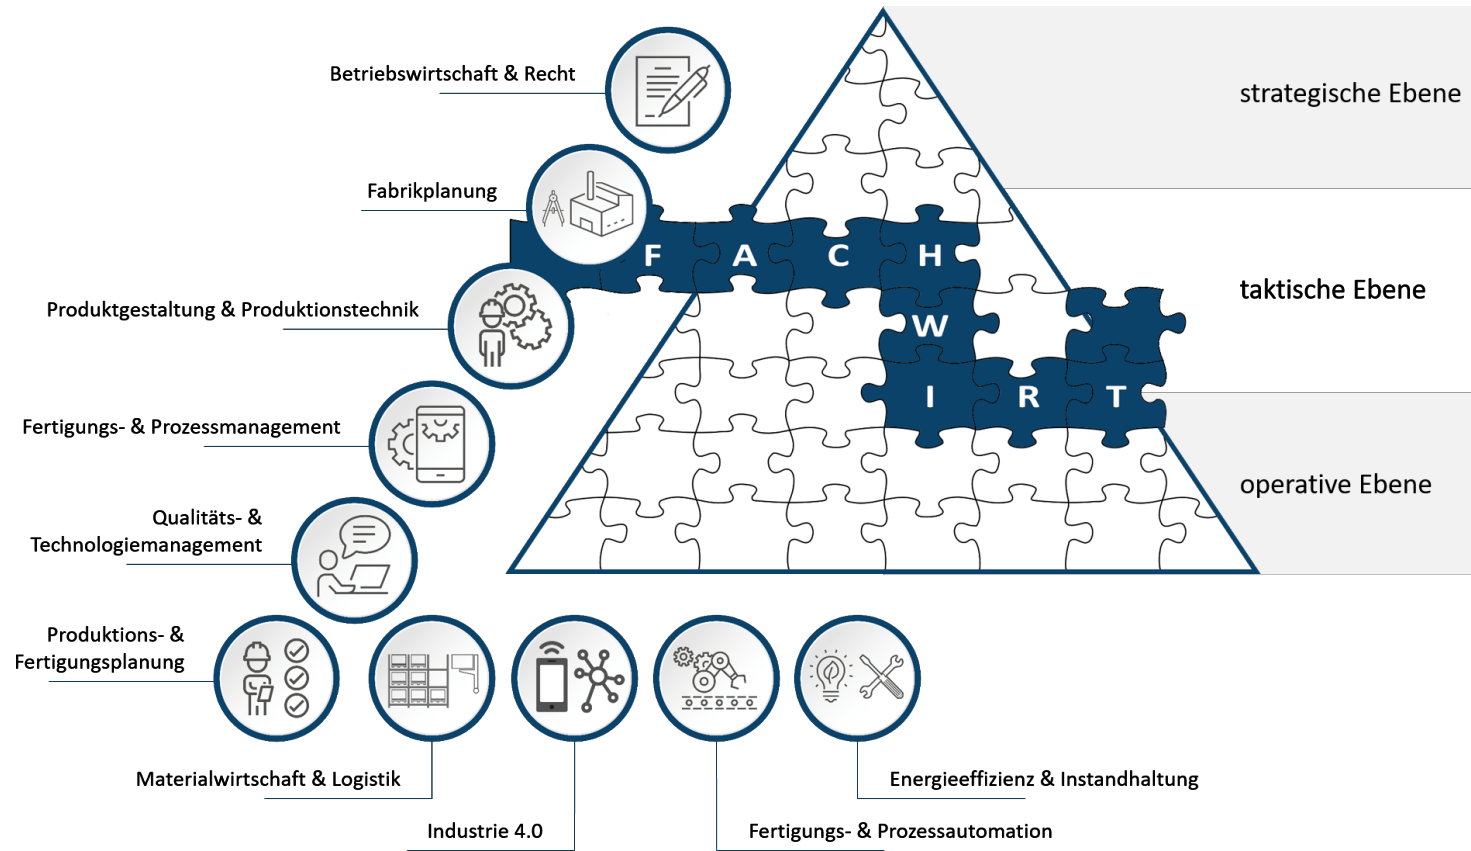 Betriebswirtschaft & Recht
strategische Ebene
Fabrikplanung
F A C H
Produktgestaltung & Produktionstechnik
taktische Ebene
W
I R T
Fertigungs- & Prozessmanagement
operative Ebene
Qualitäts- &
Technologiemanagement
Produktions- &
Fertigungsplanung
Materialwirtschaft & Logistik
Energieeffizienz & Instandhaltung
Industrie 4.0
Fertigungs- & Prozessautomation